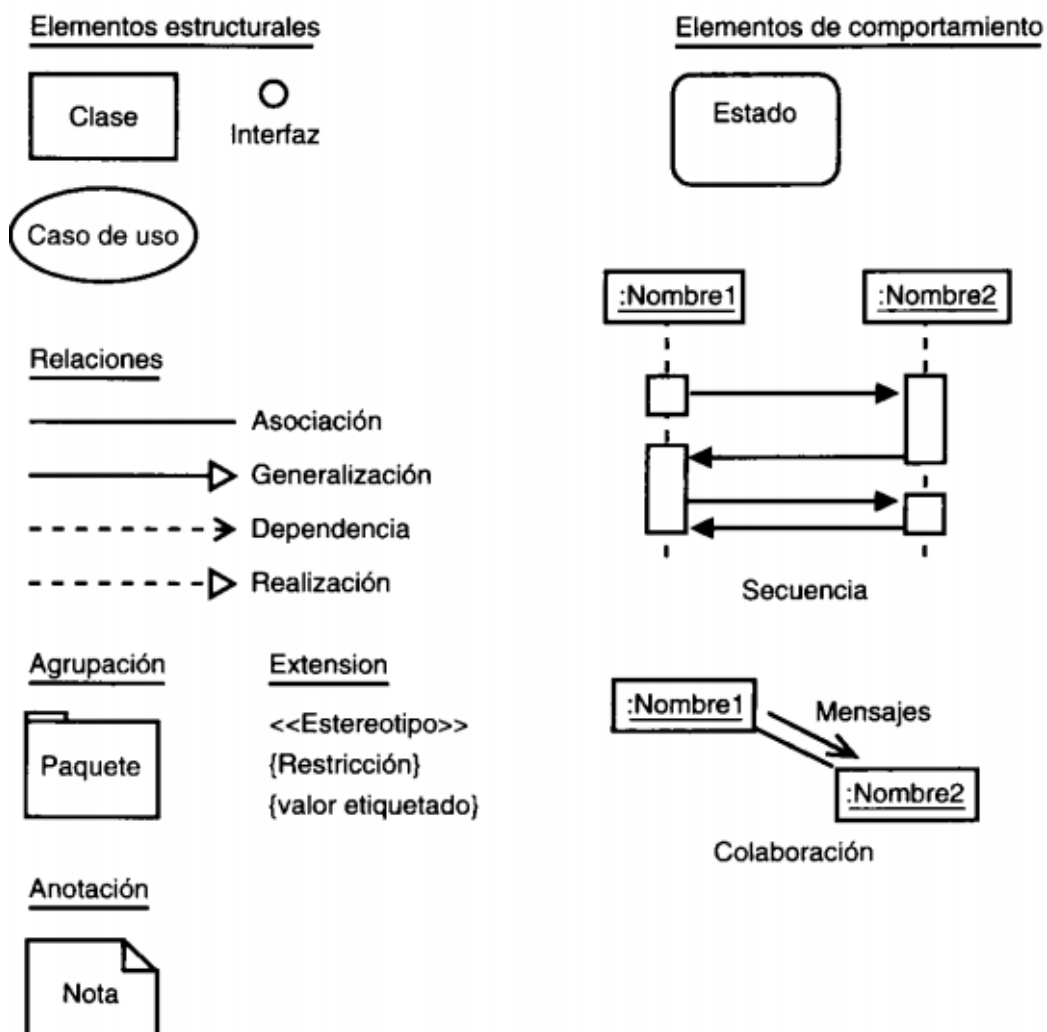 Elementos estructurales
Clase
Interfaz
Caso de uso
Relaciones
Asociación
Generalización
Dependencia
Realización
Agrupación
Paquete
Extension
<<Estereotipo>>
{Restricción}
{valor etiquetado}
Anotación
Nota
Elementos de comportamiento
Estado
:Nombre1
:Nombre2
Secuencia
:Nombre1
Mensajes
:Nombre2
Colaboración